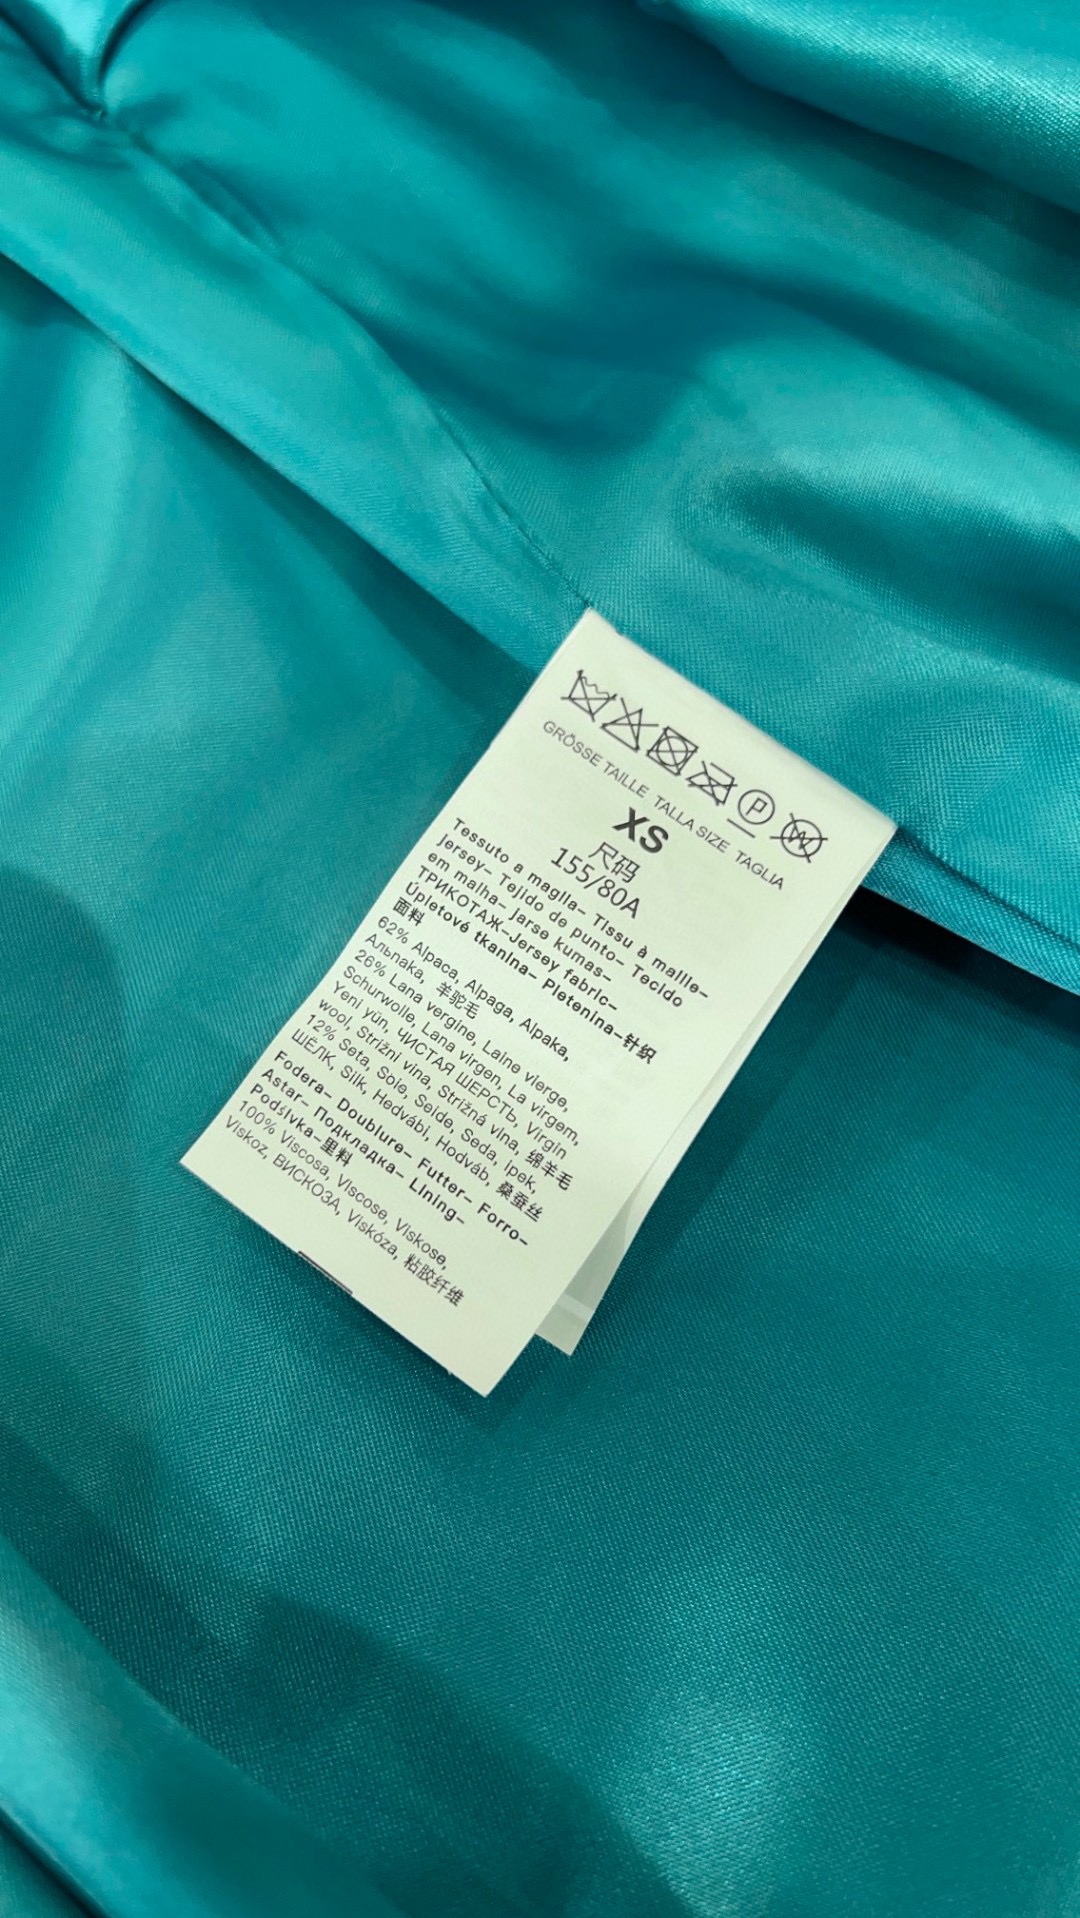 P
W
GRÖSSE TAILLE TALLA SIZE TAGLIA
XS
尺码
155/80A
Tessuto a maglia– Tissu à maille–
Jersey– Tejido de punto– Tecido
em malha– jarse kumas–
ТРИКОТАЖ–Jersey fabric–
Úpletové tkanina– Pletenina–针织
面料
62% Alpaca, Alpaga, Alpaka,
Альпака, 羊驼毛
26% Lana vergine, Laine vierge,
Schurwolle, Lana virgen, La virgem,
Yeni yün, ЧИСТАЯ ШЕРСТЬ, Virgin
wool, Strižni vlna, Strižná vlna, 绵羊毛
12% Seta, Soie, Seide, Seda, ipek,
ШЁЛК, Silk, Hedvábi, Hodváb, 桑蚕丝
Fodera– Doublure– Futter– Forro–
Astar– Подкладка– Lining–
Podšívka–里料
100% Viscosa, Viscose, Viskose,
Viskoz, ВИСКОЗА, Viskóza, 粘胶纤维